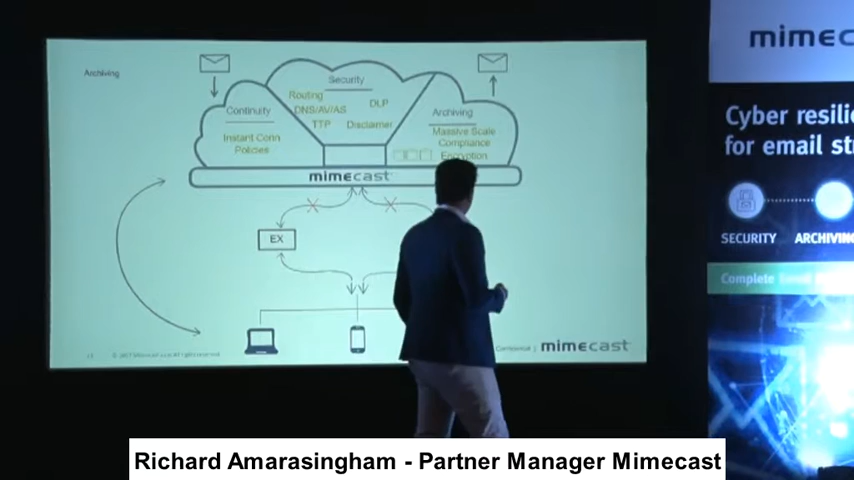 Archiving
Security
Routing
DNS/AV/AS
DLP
TTP
Disclaimer
Continuity
Instant Conn
Policies
Archiving
Massive Scale
Compliance
Encryption
mimecast
EX
mimecast
mimec
Cyber resilie
for email st
SECURITY
ARCHIVING
Complete
Richard Amarasingham - Partner Manager Mimecast